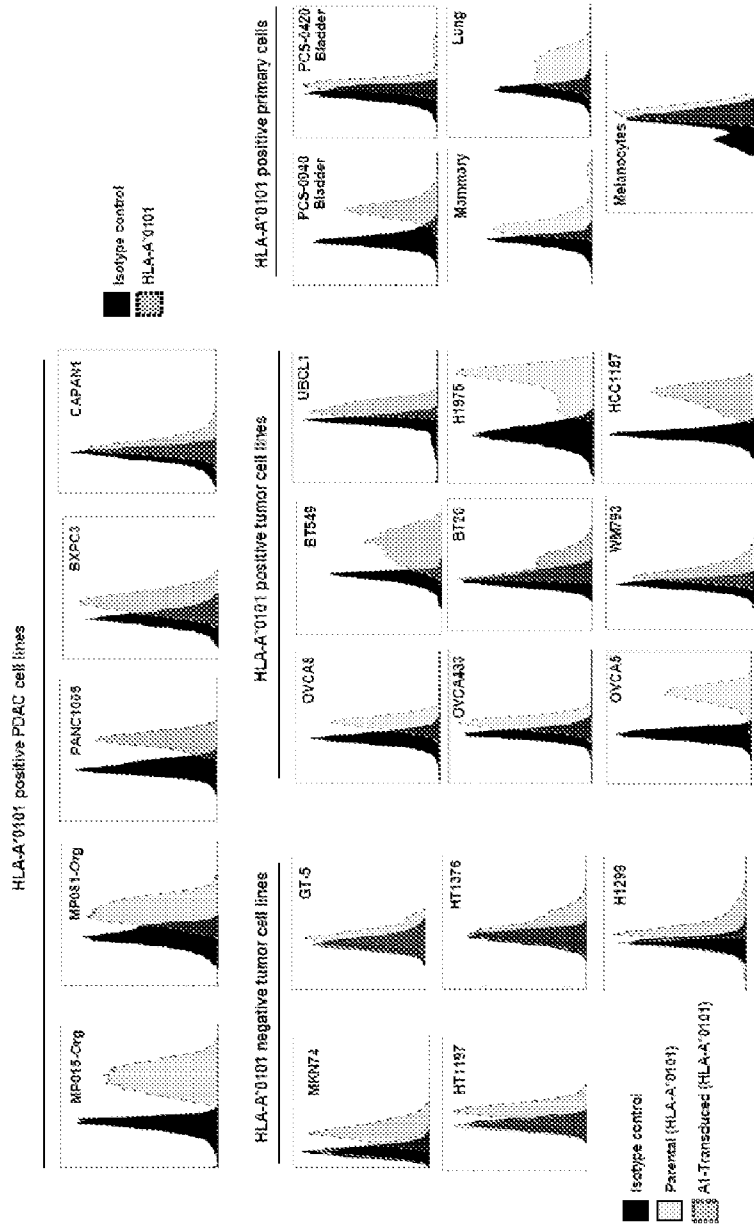 HLA-A*0101 positive PDAC cell lines
MP015-Org
MP081-Org
PANC1005
BXPC3
CAPAN1
Isotype control
HLA-A*0101
HLA-A*0101 negative tumor cell lines
MKN74
GT-5
HT1197
HT1376
H1299
Isotype control
Parental (HLA-A*0101)
A1-Transduced (HLA-A*0101)
HLA-A*0101 positive tumor cell lines
OVCA8
BT549
UBCL1
OVCA433
BT20
H1975
OVCA5
WM793
HCC1187
HLA-A*0101 positive primary cells
Bladder
PCS-0420
Bladder
Mammary
Lung
Melanocytes